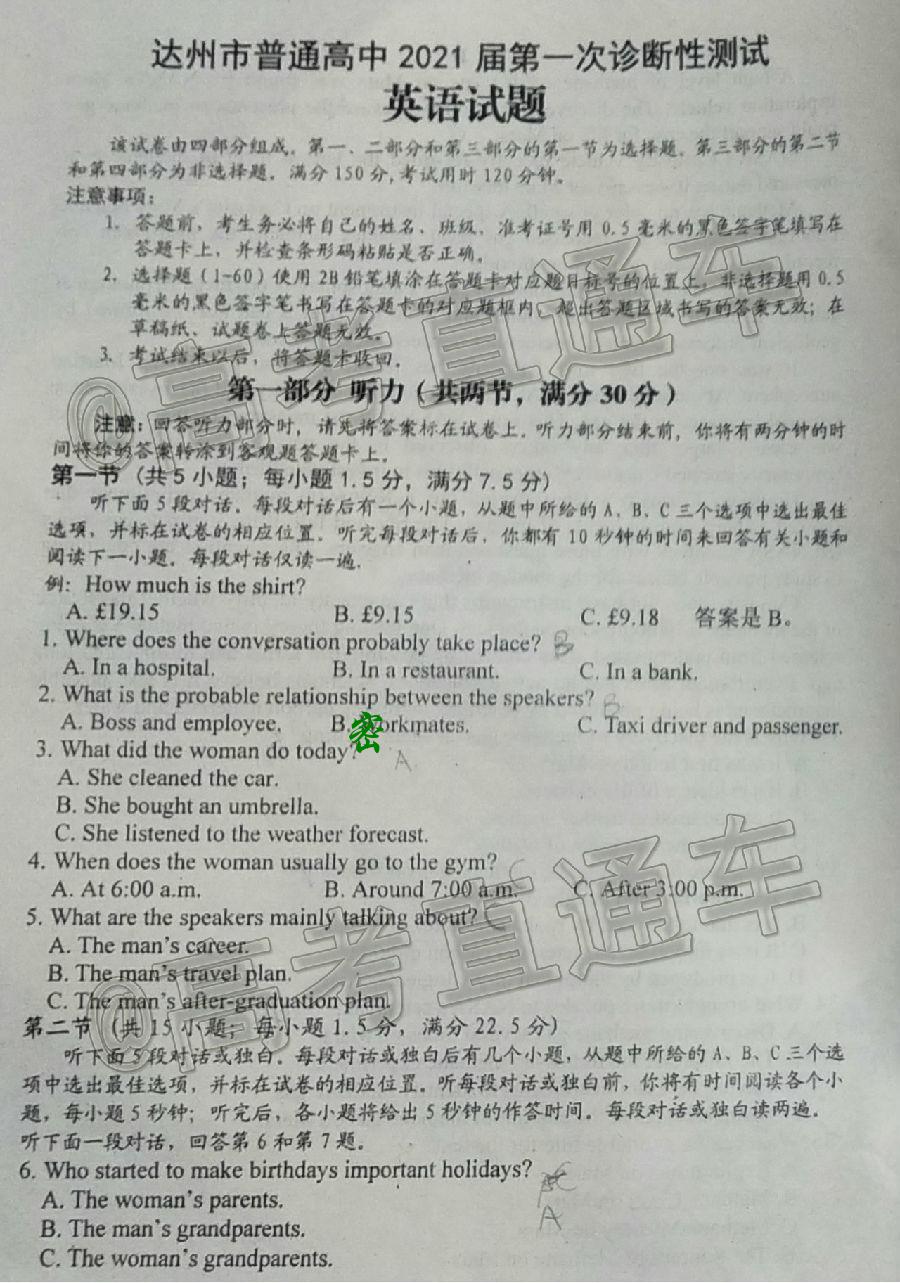 达州市普通高中 2021 届第一次诊断性测试
英语试题
该试卷由四部分组成。第一、二部分和第三部分的第一节为选择题。第三部分的第二节
和第四部分为非选择题。满分 150 分,考试用时 120 分钟。
注意事项:
1. 答题前,考生务必将自己的姓名、班级、准考证号用 0.5 毫米的黑色签字笔填写在
答题卡上,并检查条形码粘贴是否正确。
2. 选择题(1-60)使用 2B 铅笔填涂在答题卡对应题目标号的位置上,非选择题用 0.5
毫米的黑色签字笔书写在答题卡的对应题框内,超出答题区域书写的答案无效;在
草稿纸、试题卷上答题无效。
3. 考试结束以后,将答题卡收回。
@高考直通车
第一部分 听力(共两节,满分 30 分)
注意:回答听力部分时,请先将答案标在试卷上。听力部分结束前,你将有两分钟的时
间将你的答案转涂到客观题答题卡上。
第一节 (共 5 小题;每小题 1.5 分,满分 7.5 分)
听下面 5 段对话。每段对话后有一个小题,从题中所给的 A、B、C 三个选项中选出最佳
选项,并标在试卷的相应位置。听完每段对话后,你都有 10 秒钟的时间来回答有关小题和
阅读下一小题。每段对话仅读一遍.
例: How much is the shirt?
A. £19.15 B. £9.15 C. £9.18 答案是 B。
1. Where does the conversation probably take place? B
A. In a hospital. B. In a restaurant. C. In a bank.
2. What is the probable relationship between the speakers? B
A. Boss and employee. B. Workmates. C. Taxi driver and passenger.
密
3. What did the woman do today? A
A. She cleaned the car.
B. She bought an umbrella.
C. She listened to the weather forecast.
4. When does the woman usually go to the gym? C
A. At 6:00 a.m. B. Around 7:00 a.m. C. After 3:00 p.m.
5. What are the speakers mainly talking about? C
A. The man's career.
B. The man's travel plan.
C. The man's after-graduation plan.
@高考直通车
第二节 (共 15 小题;每小题 1.5 分,满分 22.5 分)
听下面 5 段对话或独白。每段对话或独白后有几个小题,从题中所给的 A、B、C 三个选
项中选出最佳选项,并标在试卷的相应位置。听每段对话或独白前,你将有时间阅读各个小
题,每小题 5 秒钟;听完后,各小题将给出 5 秒钟的作答时间。每段对话或独白读两遍.
听下面一段对话,回答第 6 和第 7 题。
6. Who started to make birthdays important holidays?
A
A. The woman's parents.
B. The man's grandparents.
C. The woman's grandparents.